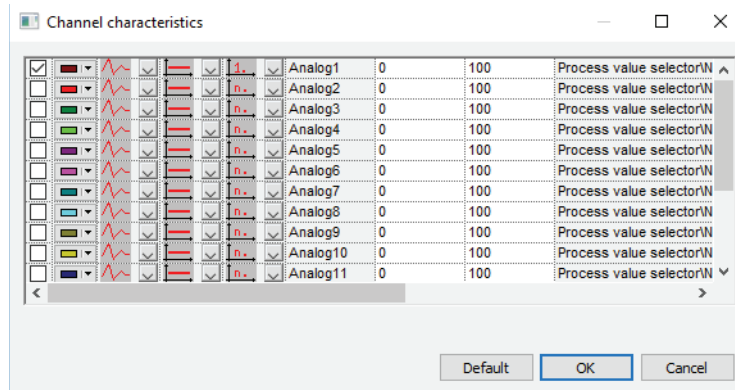 Channel characteristics
1. Analog1 0 100 Process value selector\N
n. Analog2 0 100 Process value selector\N
n. Analog3 0 100 Process value selector\N
n. Analog4 0 100 Process value selector\N
n. Analog5 0 100 Process value selector\N
n. Analog6 0 100 Process value selector\N
n. Analog7 0 100 Process value selector\N
n. Analog8 0 100 Process value selector\N
n. Analog9 0 100 Process value selector\N
n. Analog10 0 100 Process value selector\N
n. Analog11 0 100 Process value selector\N
Default OK Cancel